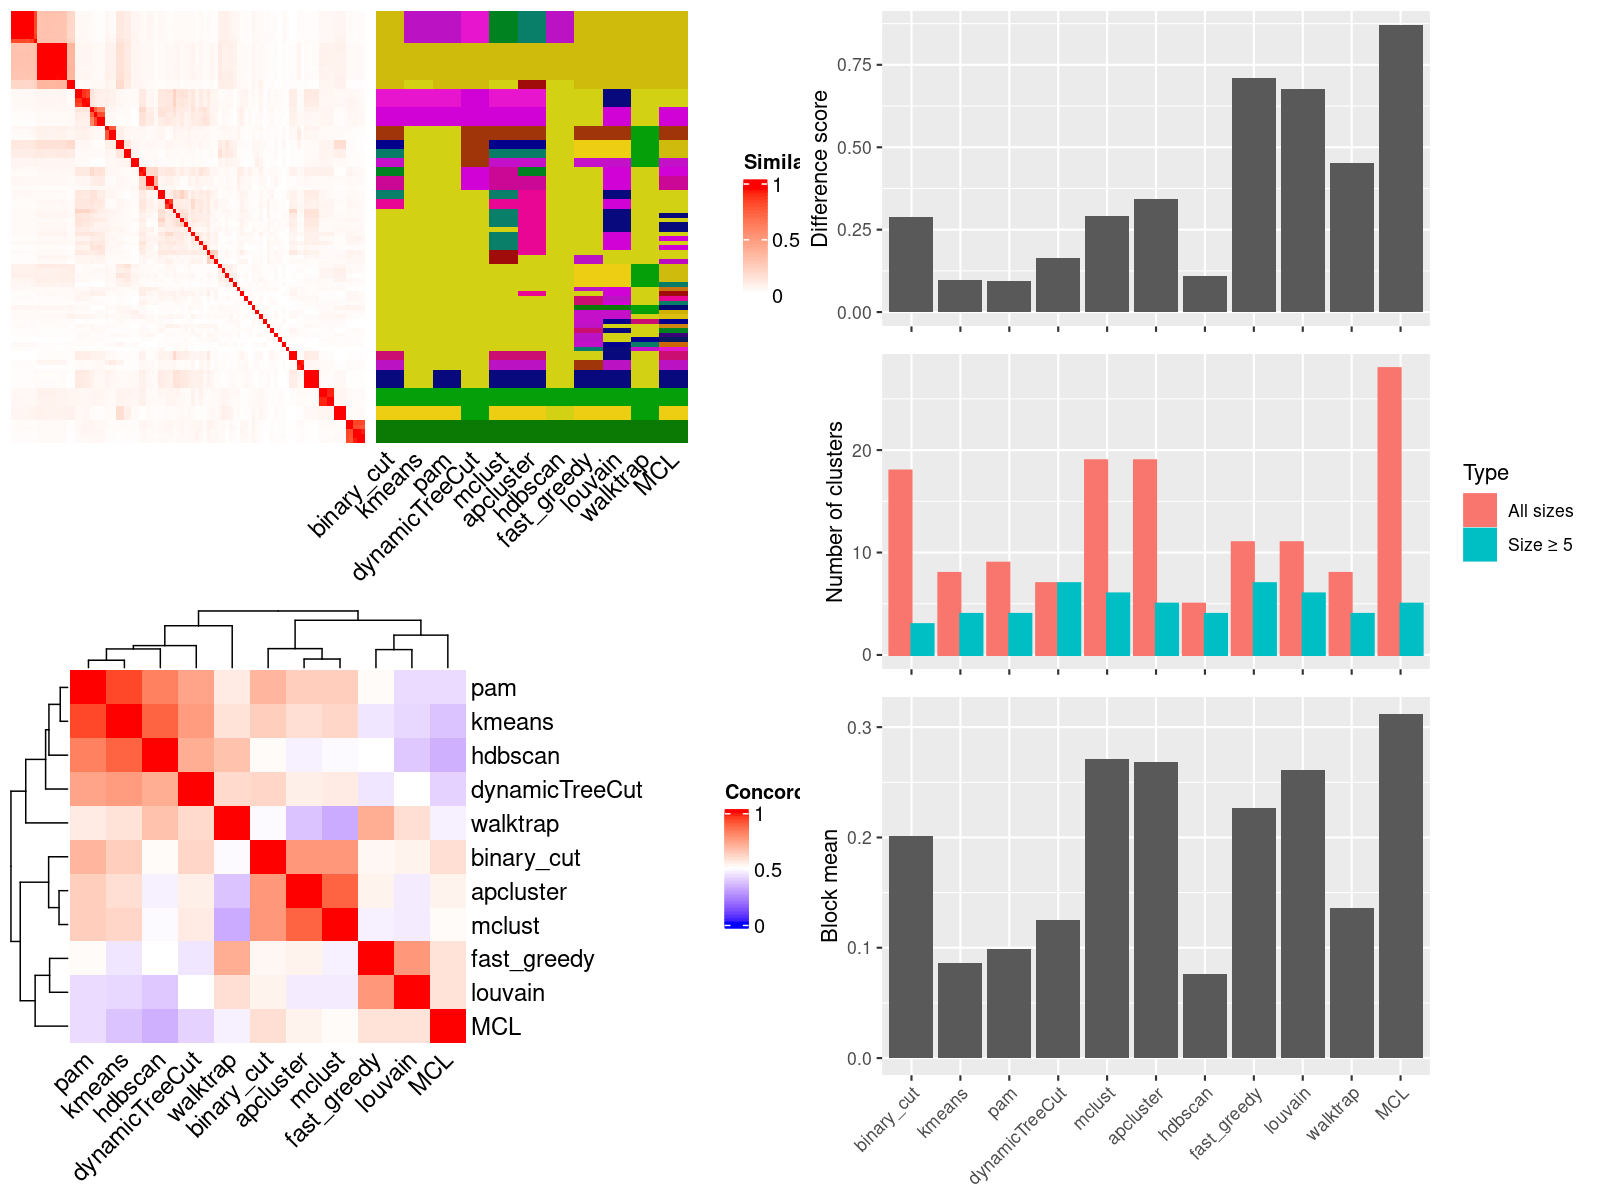 Simila
1
0.5
0
binary_cut
kmeans
pam
dynamicTreeCut
mclust
apcluster
hdbscan
fast_greedy
louvain
walktrap
MCL
pam
kmeans
hdbscan
dynamicTreeCut
walktrap
binary_cut
apcluster
mclust
fast_greedy
louvain
MCL
pam
kmeans
hdbscan
dynamicTreeCut
walktrap
binary_cut
apcluster
mclust
fast_greedy
louvain
MCL
Concord
1
0.5
0
Difference score
0.75
0.50
0.25
0.00
Number of clusters
20
10
0
Type
All sizes
Size ≥ 5
Block mean
0.3
0.2
0.1
0.0
binary_cut
kmeans
pam
dynamicTreeCut
mclust
apcluster
hdbscan
fast_greedy
louvain
walktrap
MCL